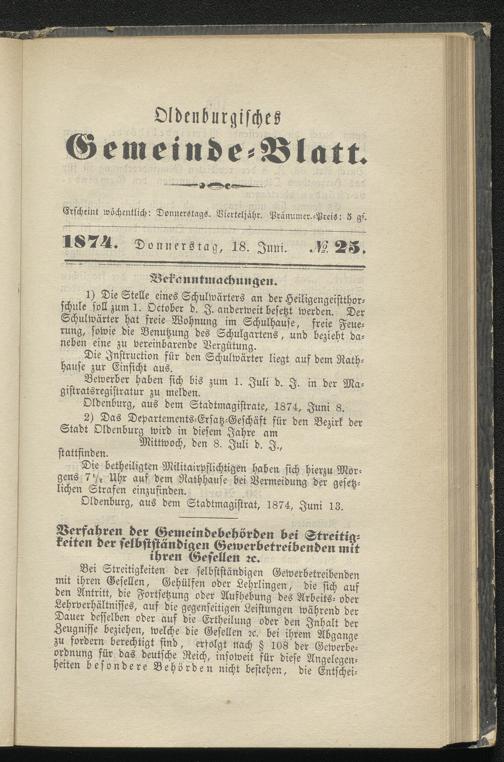 Oldenburgisches
Gemeinde-Blatt.
Erscheint wöchentlich: Donnerstags. Vierteljähr. Pränumer.-Preis: 5 gs.
1874. Donnerstag, 18. Juni. № 25.
Bekanntmachungen.
1) Die Stelle eines Schulwärters an der Heiligengeistthor-
schule soll zum 1. October d. J. anderweit besetzt werden. Der
Schulwärter hat freie Wohnung im Schulhause, freie Feue-
rung, sowie die Benutzung des Schulgartens, und bezieht da-
neben eine zu vereinbarende Vergütung.
Die Instruction für den Schulwärter liegt auf dem Rath-
hause zur Einsicht aus.
Bewerber haben sich bis zum 1. Juli d. J. in der Ma-
gistratsregistratur zu melden.
Oldenburg, aus dem Stadtmagistrate, 1874, Juni 8.
2) Das Departements-Ersatz-Geschäft für den Bezirk der
Stadt Oldenburg wird in diesem Jahre am
Mittwoch, den 8. Juli d. J.,
stattfinden.
Die betheiligten Militairpflichtigen haben sich hierzu Mor-
gens 7½ Uhr auf dem Rathhause bei Vermeidung der gesetz-
lichen Strafen einzufinden.
Oldenburg, aus dem Stadtmagistrat, 1874, Juni 13.
Verfahren der Gemeindebehörden bei Streitig-
keiten der selbstständigen Gewerbetreibenden mit
ihren Gesellen ꝛc.
Bei Streitigkeiten der selbstständigen Gewerbetreibenden
mit ihren Gesellen, Gehülfen oder Lehrlingen, die sich auf
den Antritt, die Fortsetzung oder Aufhebung des Arbeits- oder
Lehrverhältnisses, auf die gegenseitigen Leistungen während der
Dauer desselben oder auf die Ertheilung oder den Inhalt der
Zeugnisse beziehen, welche die Gesellen ꝛc. bei ihrem Abgange
zu fordern berechtigt sind, erfolgt nach § 108 der Gewerbe-
ordnung für das deutsche Reich, insoweit für diese Angelegen-
heiten besondere Behörden nicht bestehen, die Entschei-